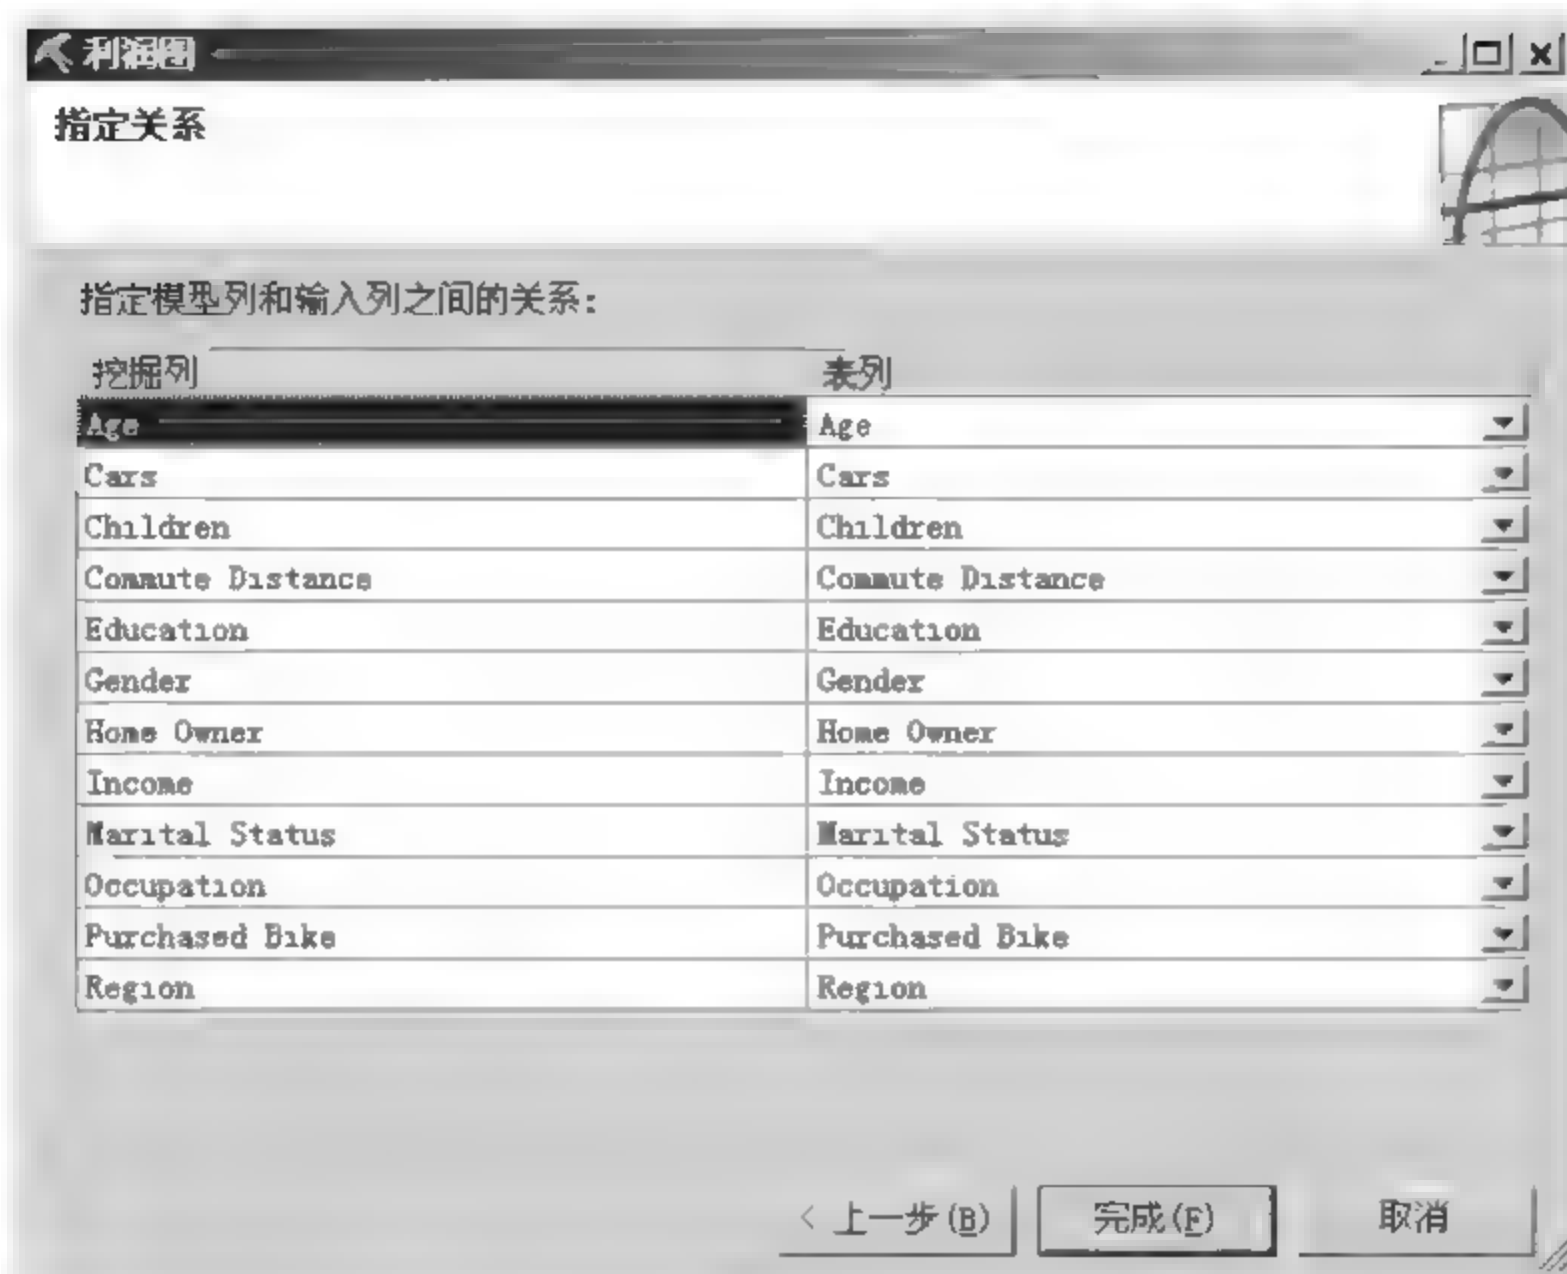 利润图
指定关系
指定模型列和输入列之间的关系:
挖掘列 表列
Age Age
Cars Cars
Children Children
Commute Distance Commute Distance
Education Education
Gender Gender
Home Owner Home Owner
Income Income
Marital Status Marital Status
Occupation Occupation
Purchased Bike Purchased Bike
Region Region
< 上一步(B) 完成(F) 取消